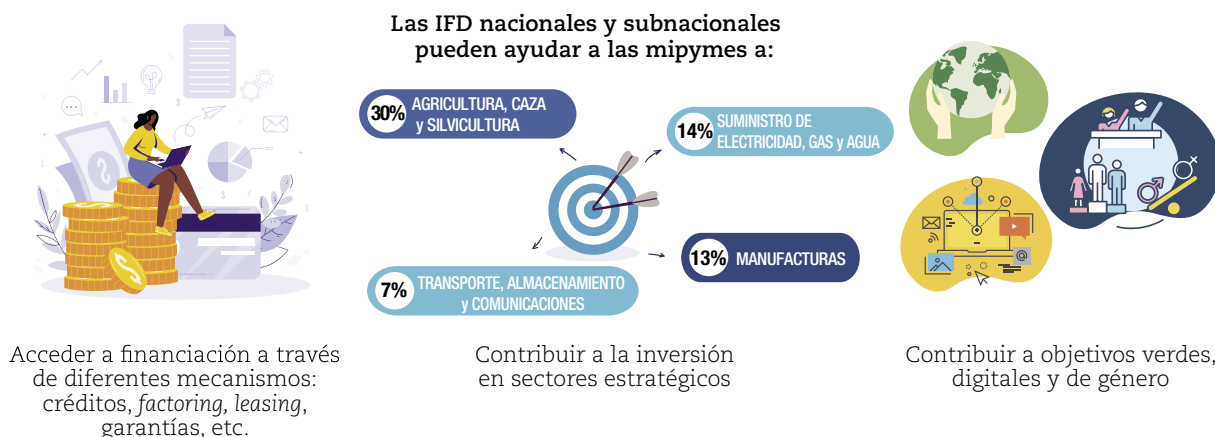 Las IFD nacionales y subnacionales
pueden ayudar a las mipymes a:
30% AGRICULTURA, CAZA
y SILVICULTURA
14% SUMINISTRO DE
ELECTRICIDAD, GAS y AGUA
7% TRANSPORTE, ALMACENAMIENTO
y COMUNICACIONES
13% MANUFACTURAS
Acceder a financiación a través
de diferentes mecanismos:
créditos, factoring, leasing,
garantías, etc.
Contribuir a la inversión
en sectores estratégicos
Contribuir a objetivos verdes,
digitales y de género